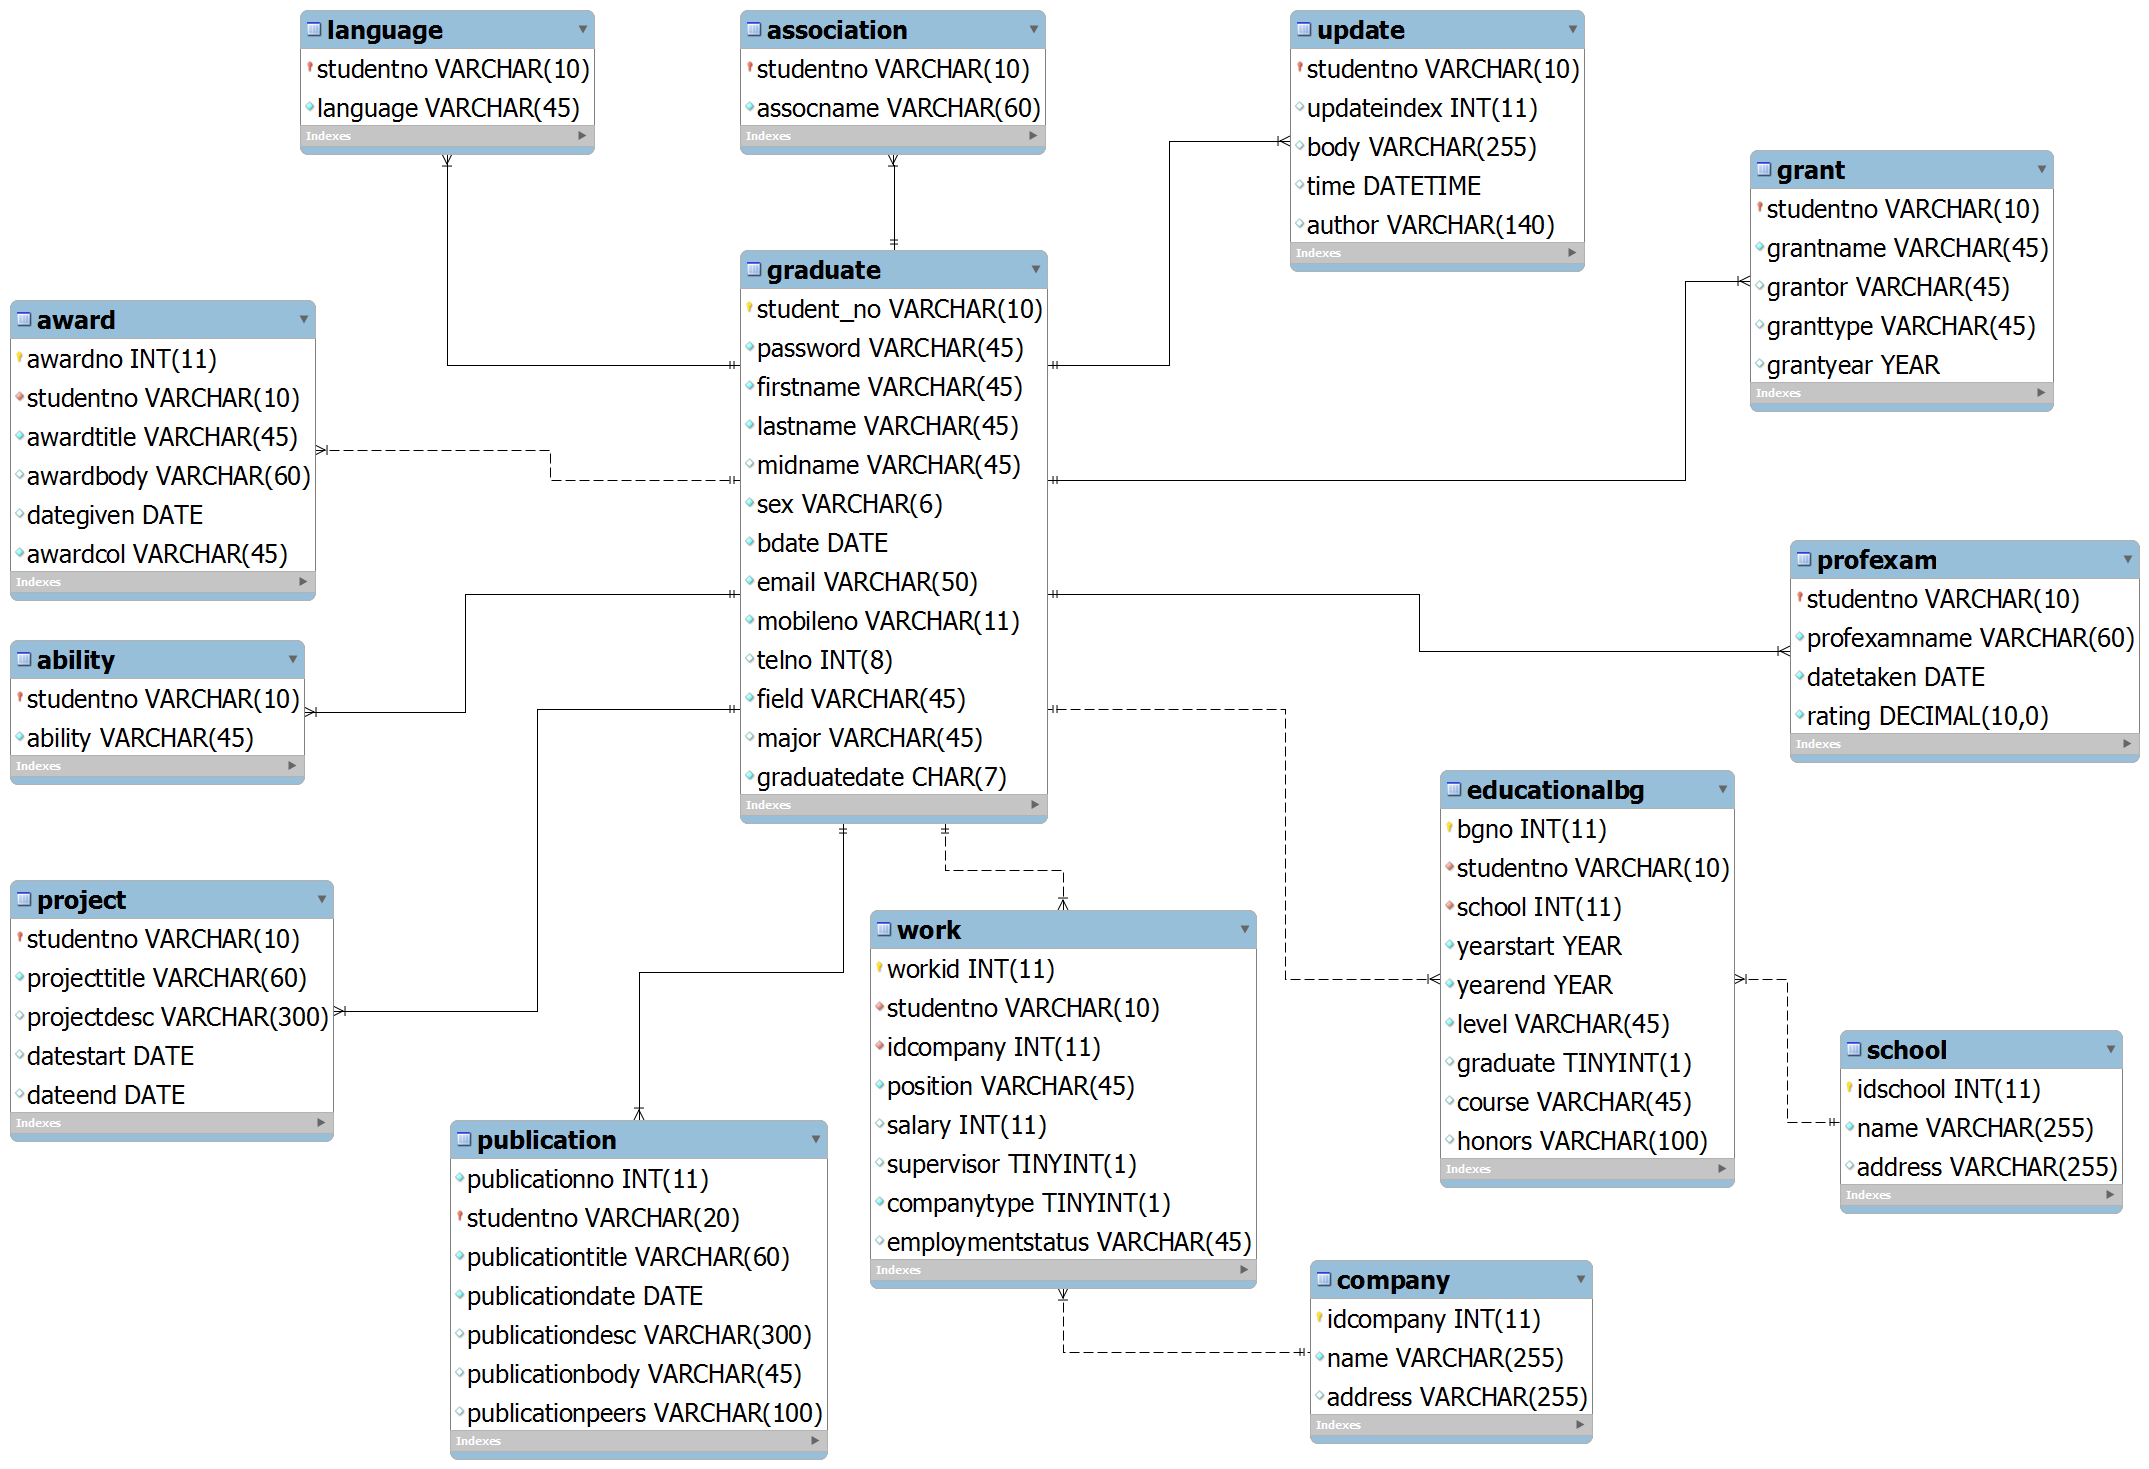 language
studentno VARCHAR(10)
language VARCHAR(45)
Indexes
association
studentno VARCHAR(10)
assocname VARCHAR(60)
Indexes
update
studentno VARCHAR(10)
updateindex INT(11)
body VARCHAR(255)
time DATETIME
author VARCHAR(140)
Indexes
grant
studentno VARCHAR(10)
grantname VARCHAR(45)
grantor VARCHAR(45)
granttype VARCHAR(45)
grantyear YEAR
Indexes
graduate
student_no VARCHAR(10)
password VARCHAR(45)
firstname VARCHAR(45)
lastname VARCHAR(45)
midname VARCHAR(45)
sex VARCHAR(6)
bdate DATE
email VARCHAR(50)
mobileno VARCHAR(11)
telno INT(8)
field VARCHAR(45)
major VARCHAR(45)
graduatedate CHAR(7)
Indexes
award
awardno INT(11)
studentno VARCHAR(10)
awardtitle VARCHAR(45)
awardbody VARCHAR(60)
dategiven DATE
awardcol VARCHAR(45)
Indexes
profexam
studentno VARCHAR(10)
profexamname VARCHAR(60)
datetaken DATE
rating DECIMAL(10,0)
Indexes
ability
studentno VARCHAR(10)
ability VARCHAR(45)
Indexes
educationalbg
bgno INT(11)
studentno VARCHAR(10)
school INT(11)
yearstart YEAR
yearend YEAR
level VARCHAR(45)
graduate TINYINT(1)
course VARCHAR(45)
honors VARCHAR(100)
Indexes
project
studentno VARCHAR(10)
projecttitle VARCHAR(60)
projectdesc VARCHAR(300)
datestart DATE
dateend DATE
Indexes
work
workid INT(11)
studentno VARCHAR(10)
idcompany INT(11)
position VARCHAR(45)
salary INT(11)
supervisor TINYINT(1)
companytype TINYINT(1)
employmentstatus VARCHAR(45)
Indexes
school
idschool INT(11)
name VARCHAR(255)
address VARCHAR(255)
Indexes
publication
publicationno INT(11)
studentno VARCHAR(20)
publicationtitle VARCHAR(60)
publicationdate DATE
publicationdesc VARCHAR(300)
publicationbody VARCHAR(45)
publicationpeers VARCHAR(100)
Indexes
company
idcompany INT(11)
name VARCHAR(255)
address VARCHAR(255)
Indexes